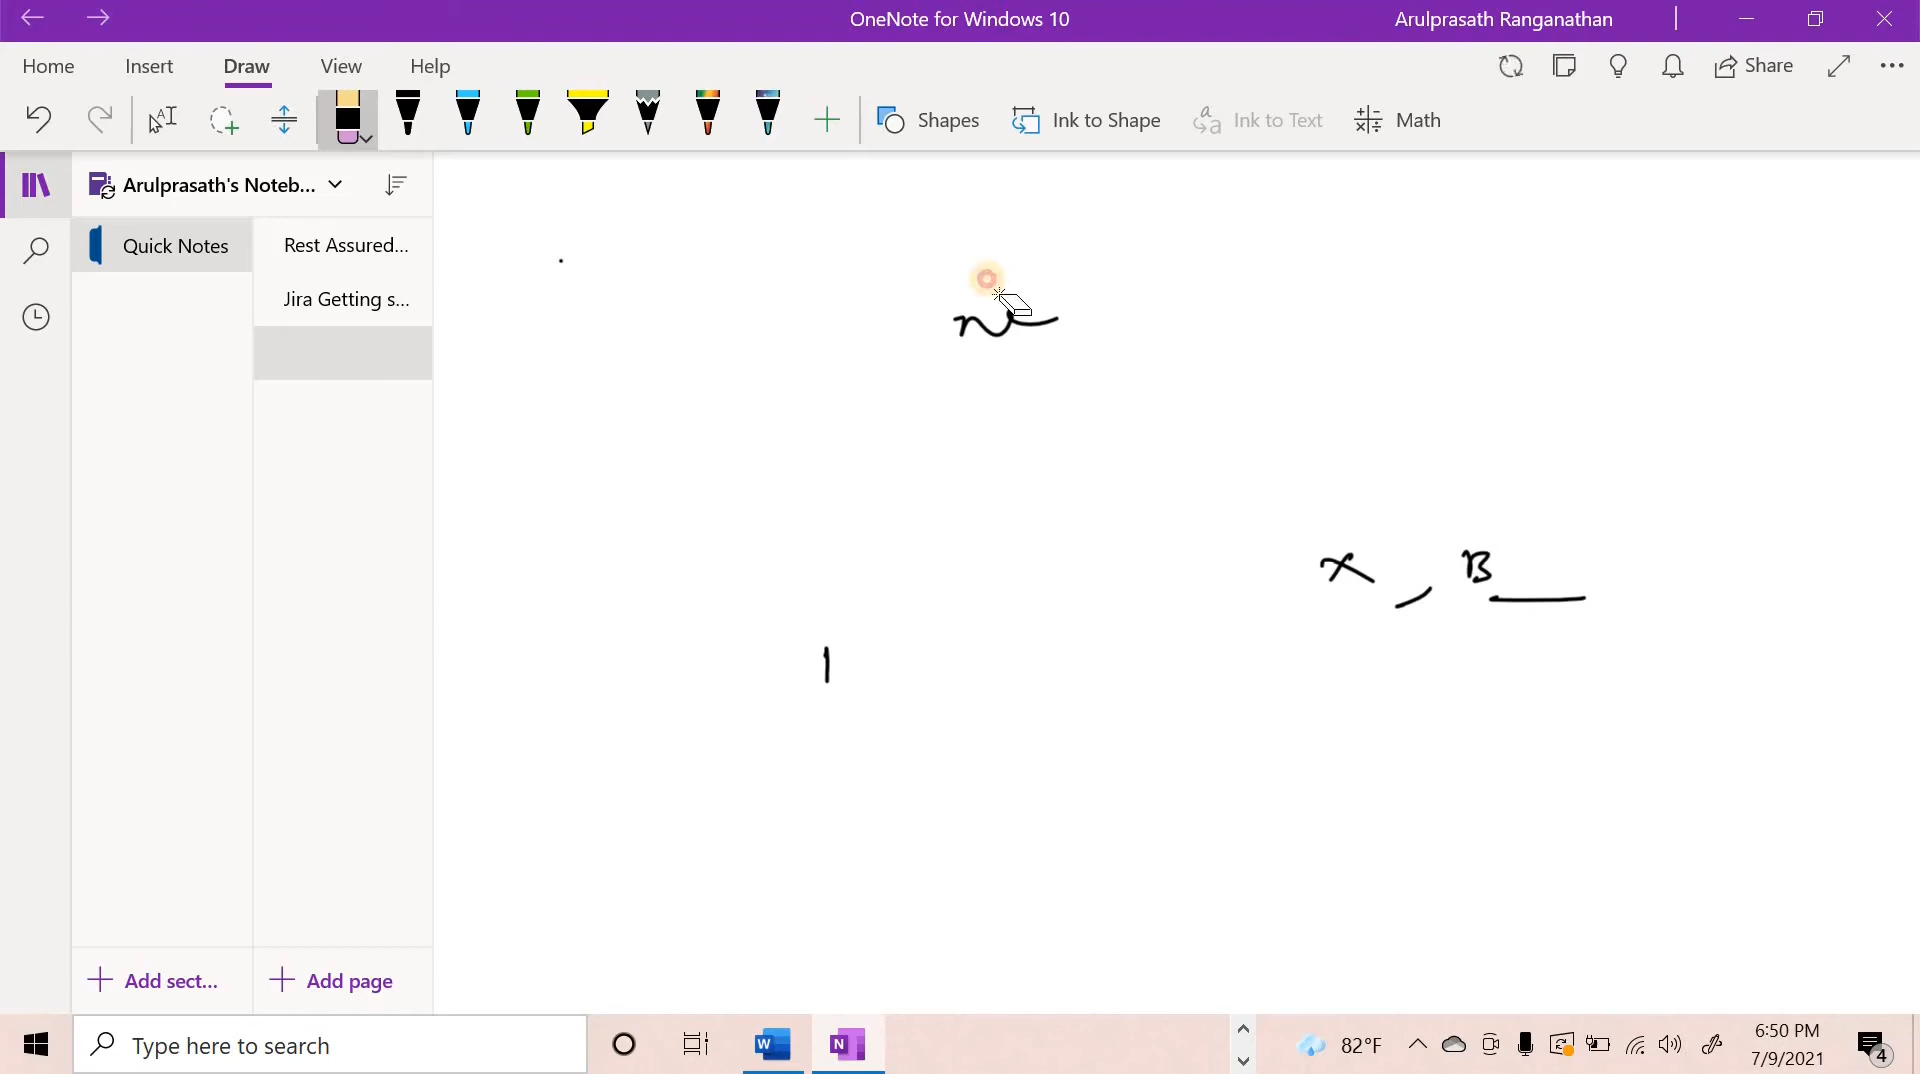 OneNote for Windows 10
Arulprasath Ranganathan
Home Insert Draw View Help
Share
Shapes Ink to Shape Ink to Text Math
Arulprasath's Noteb...
Quick Notes
Rest Assured...
Jira Getting s...
x , B
1
Add sect...
Add page
Type here to search
82°F
6:50 PM
7/9/2021
4